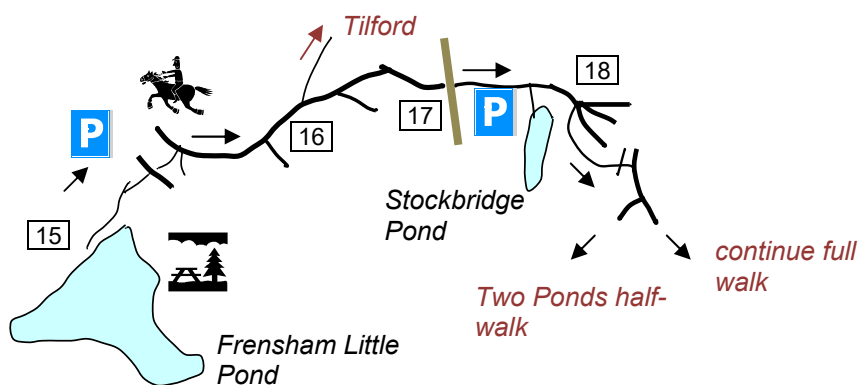 Tilford
18
P
17
P
16
Stockbridge
Pond
15
continue full
walk
Two Ponds half-
walk
Frensham Little
Pond